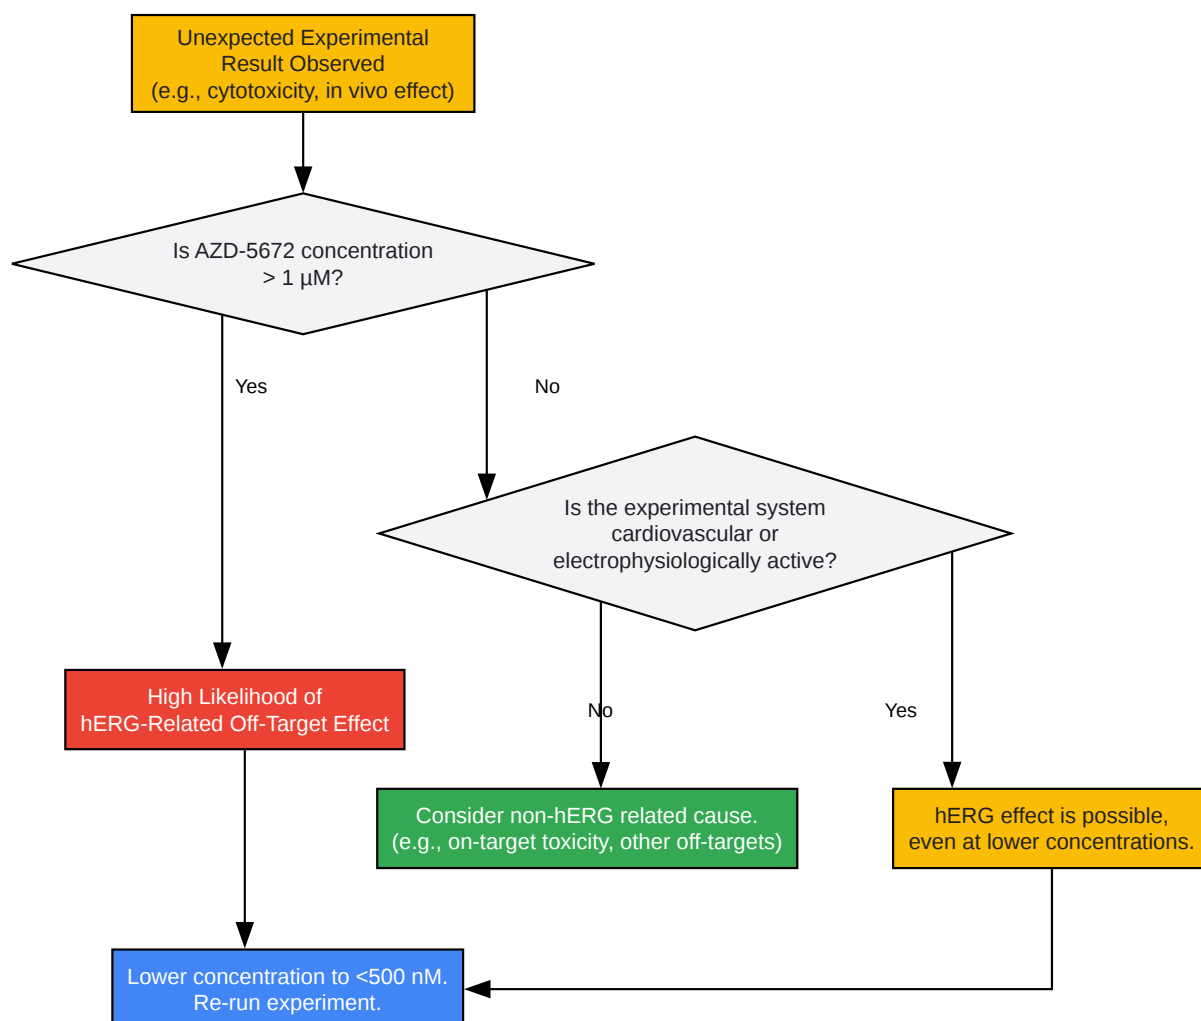 Unexpected Experimental
Result Observed
(e.g., cytotoxicity, in vivo effect)
Is AZD-5672 concentration
> 1 µM?
Yes
No
Is the experimental system
cardiovascular or
electrophysiologically active?
High Likelihood of
hERG-Related Off-Target Effect
No
Yes
Consider non-hERG related cause.
(e.g., on-target toxicity, other off-targets)
hERG effect is possible,
even at lower concentrations.
Lower concentration to <500 nM.
Re-run experiment.